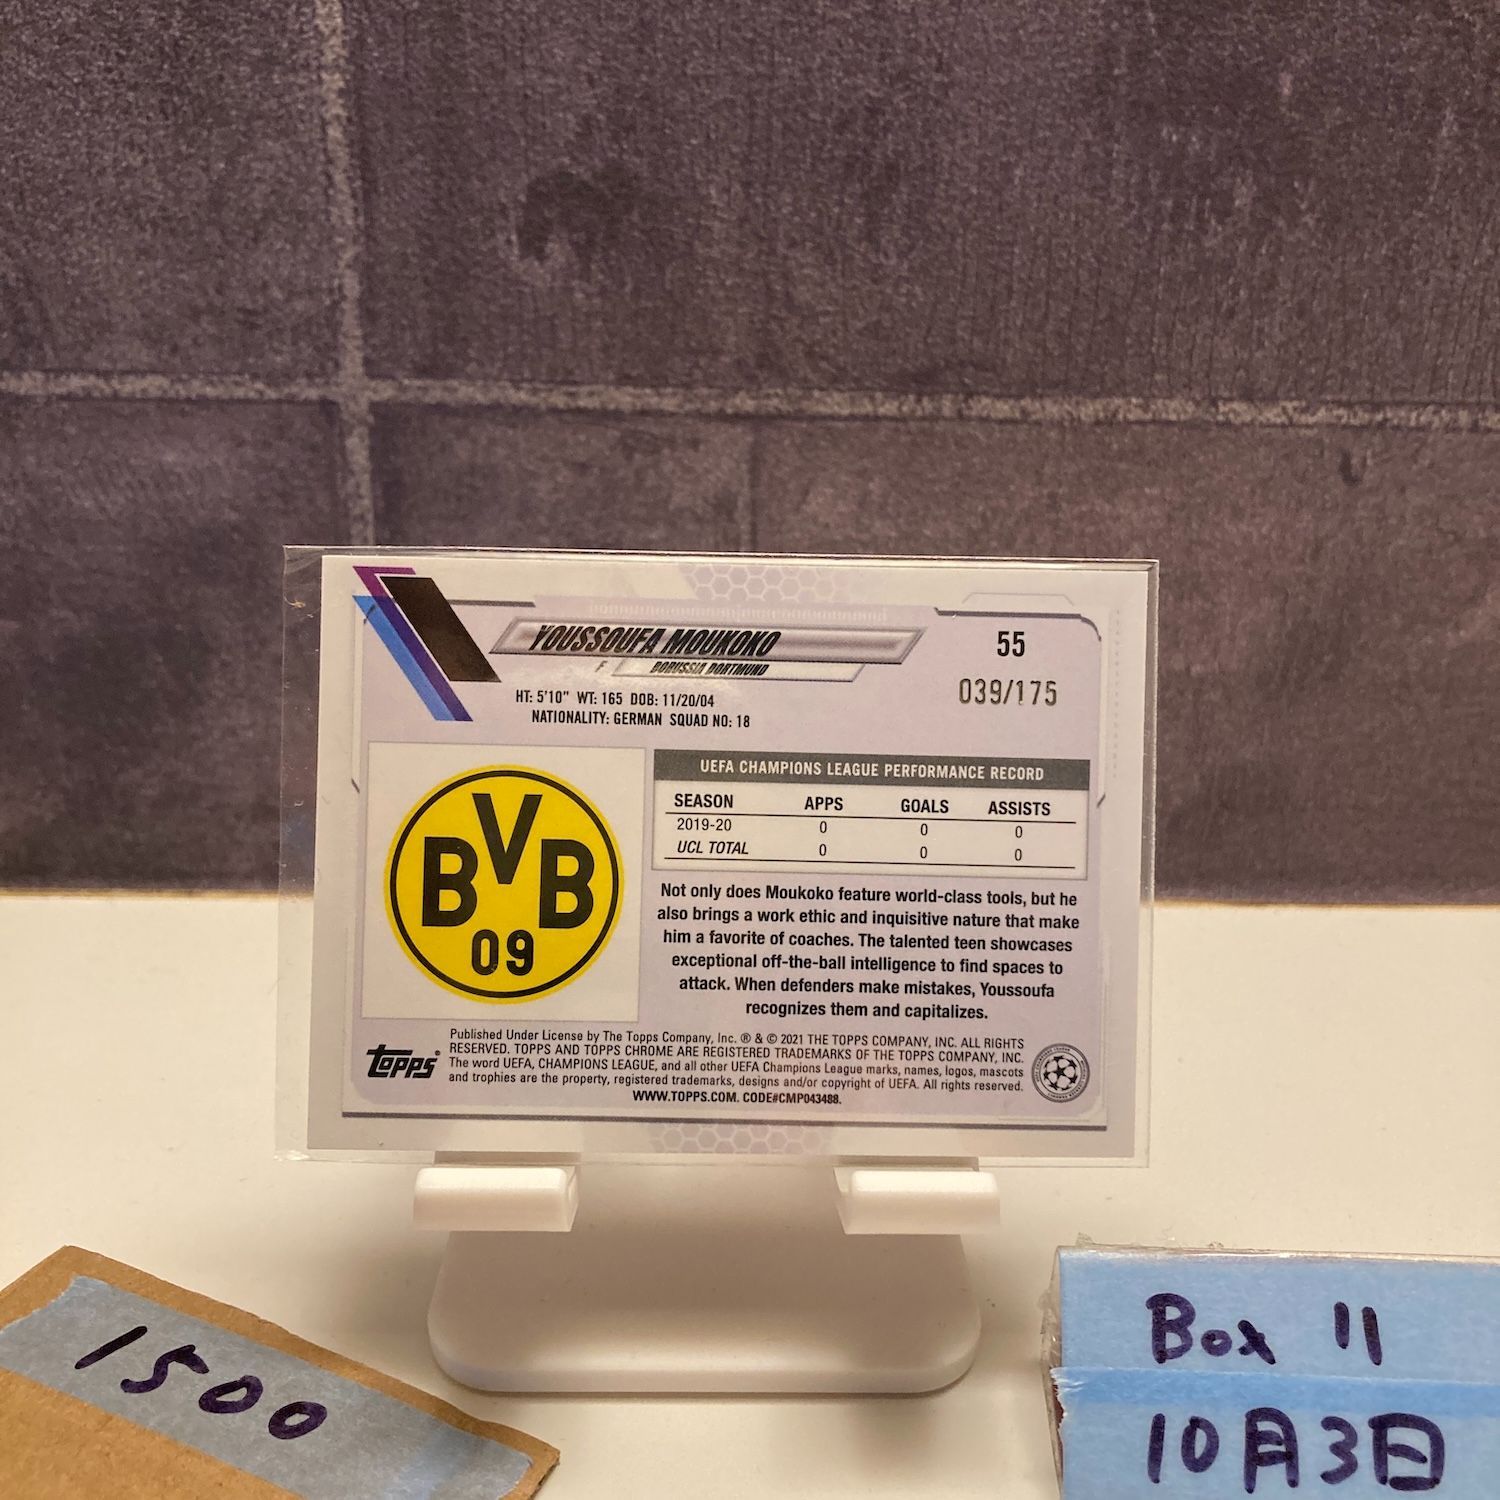 YOUSSOUFA MOUKOKO
F BORUSSIA DORTMUND
55
039/175
HT: 5'10" WT: 165 DOB: 11/20/04
NATIONALITY: GERMAN SQUAD NO: 18
BVB
09
UEFA CHAMPIONS LEAGUE PERFORMANCE RECORD
SEASON APPS GOALS ASSISTS
2019-20 0 0 0
UCL TOTAL 0 0 0
Not only does Moukoko feature world-class tools, but he
also brings a work ethic and inquisitive nature that make
him a favorite of coaches. The talented teen showcases
exceptional off-the-ball intelligence to find spaces to
attack. When defenders make mistakes, Youssoufa
recognizes them and capitalizes.
topps®
Published Under License by The Topps Company, Inc. ® & © 2021 THE TOPPS COMPANY, INC. ALL RIGHTS
RESERVED. TOPPS AND TOPPS CHROME ARE REGISTERED TRADEMARKS OF THE TOPPS COMPANY, INC.
The word UEFA, CHAMPIONS LEAGUE, and all other UEFA Champions League marks, names, logos, mascots
and trophies are the property, registered trademarks, designs and/or copyright of UEFA. All rights reserved.
WWW.TOPPS.COM. CODE#CMP043488.
1500
Box 11
10月3日